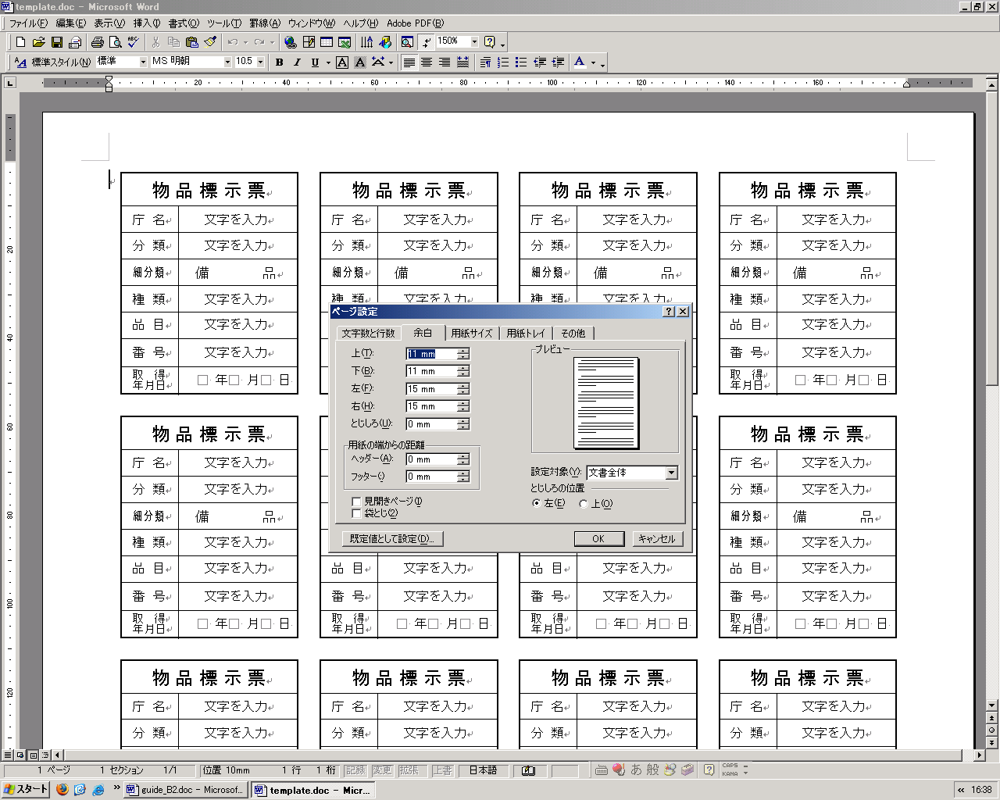 template.doc - Microsoft Word
ファイル(F) 編集(E) 表示(V) 挿入(I) 書式(O) ツール(T) 罫線(A) ウィンドウ(W) ヘルプ(H) Adobe PDF(B)
150%
標準スタイル(N) 標準 MS 明朝 10.5 B I U A A A
20 40 60 80 100 120 140 160
物品標示票 物品標示票 物品標示票 物品標示票
庁 名 文字を入力 庁 名 文字を入力 庁 名 文字を入力 庁 名 文字を入力
分 類 文字を入力 分 類 文字を入力 分 類 文字を入力 分 類 文字を入力
細分類 備 品 細分類 備 品 細分類 備 品 細分類 備 品
種 類 文字を入力 種 類 文字を入力 種 類 文字を入力 種 類 文字を入力
品 目 文字を入力 品 目 文字を入力
番 号 文字を入力 番 号 文字を入力
取 得 年月日 □ 年□ 月□ 日 取 得 年月日 □ 年□ 月□ 日
ページ設定
文字数と行数 余白 用紙サイズ 用紙トレイ その他
上(T): 11 mm
下(B): 11 mm
左(F): 15 mm
右(H): 15 mm
とじしろ(U): 0 mm
用紙の端からの距離
ヘッダー(A): 0 mm
フッター(-) 0 mm
見開きページ(I)
袋とじ(2)
プレビュー
設定対象(Y): 文書全体
とじしろの位置
左(E) 上(O)
既定値として設定(D)... OK キャンセル
物品標示票 物品標示票
庁 名 文字を入力 庁 名 文字を入力
分 類 文字を入力 分 類 文字を入力
細分類 備 品 細分類 備 品
種 類 文字を入力 種 類 文字を入力
品 目 文字を入力 品 目 文字を入力 品 目 文字を入力 品 目 文字を入力
番 号 文字を入力 番 号 文字を入力 番 号 文字を入力 番 号 文字を入力
取 得 年月日 □ 年□ 月□ 日 取 得 年月日 □ 年□ 月□ 日 取 得 年月日 □ 年□ 月□ 日 取 得 年月日 □ 年□ 月□ 日
物品標示票 物品標示票 物品標示票 物品標示票
庁 名 文字を入力 庁 名 文字を入力 庁 名 文字を入力 庁 名 文字を入力
分 類 文字を入力 分 類 文字を入力 分 類 文字を入力 分 類 文字を入力
20
40
60
80
100
120
1 ページ 1 セクション 1/1 位置 10mm 1 行 1 桁 記録 変更 拡張 上書 日本語
あ 般 CAPS KANA
スタート guide_B2.doc - Microsof... template.doc - Micr... 16:38